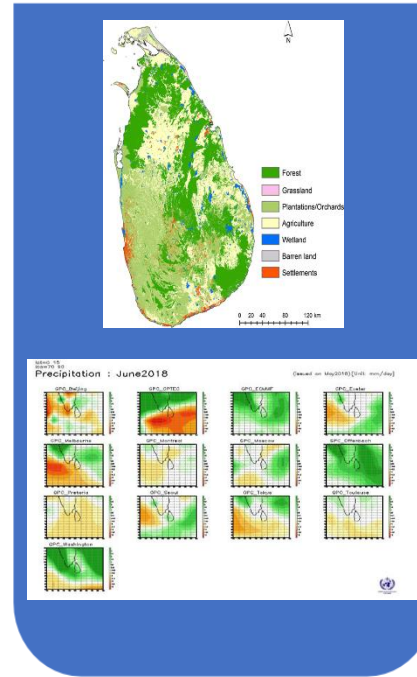 N
Forest
Grassland
Plantations/Orchards
Agriculture
Wetland
Barren land
Settlements
0 20 40 80 120 km
Precipitation : June2018
(issued on May2018)[Unit: mm/day]
GPC_Beijing GPC_CPTEC GPC_ECMWF GPC_Exeter
GPC_Melbourne GPC_Montreal GPC_Moscow GPC_Offenbach
GPC_Pretoria GPC_Seoul GPC_Tokyo GPC_Toulouse
GPC_Washington